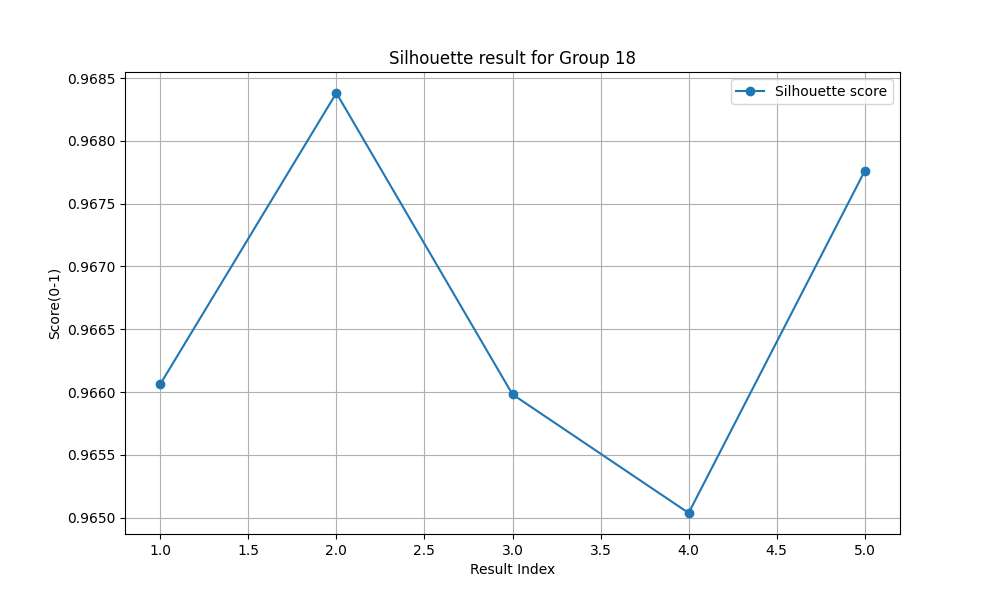 Silhouette result for Group 18
Silhouette score
Score(0-1)
0.9685
0.9680
0.9675
0.9670
0.9665
0.9660
0.9655
0.9650
1.0 1.5 2.0 2.5 3.0 3.5 4.0 4.5 5.0
Result Index